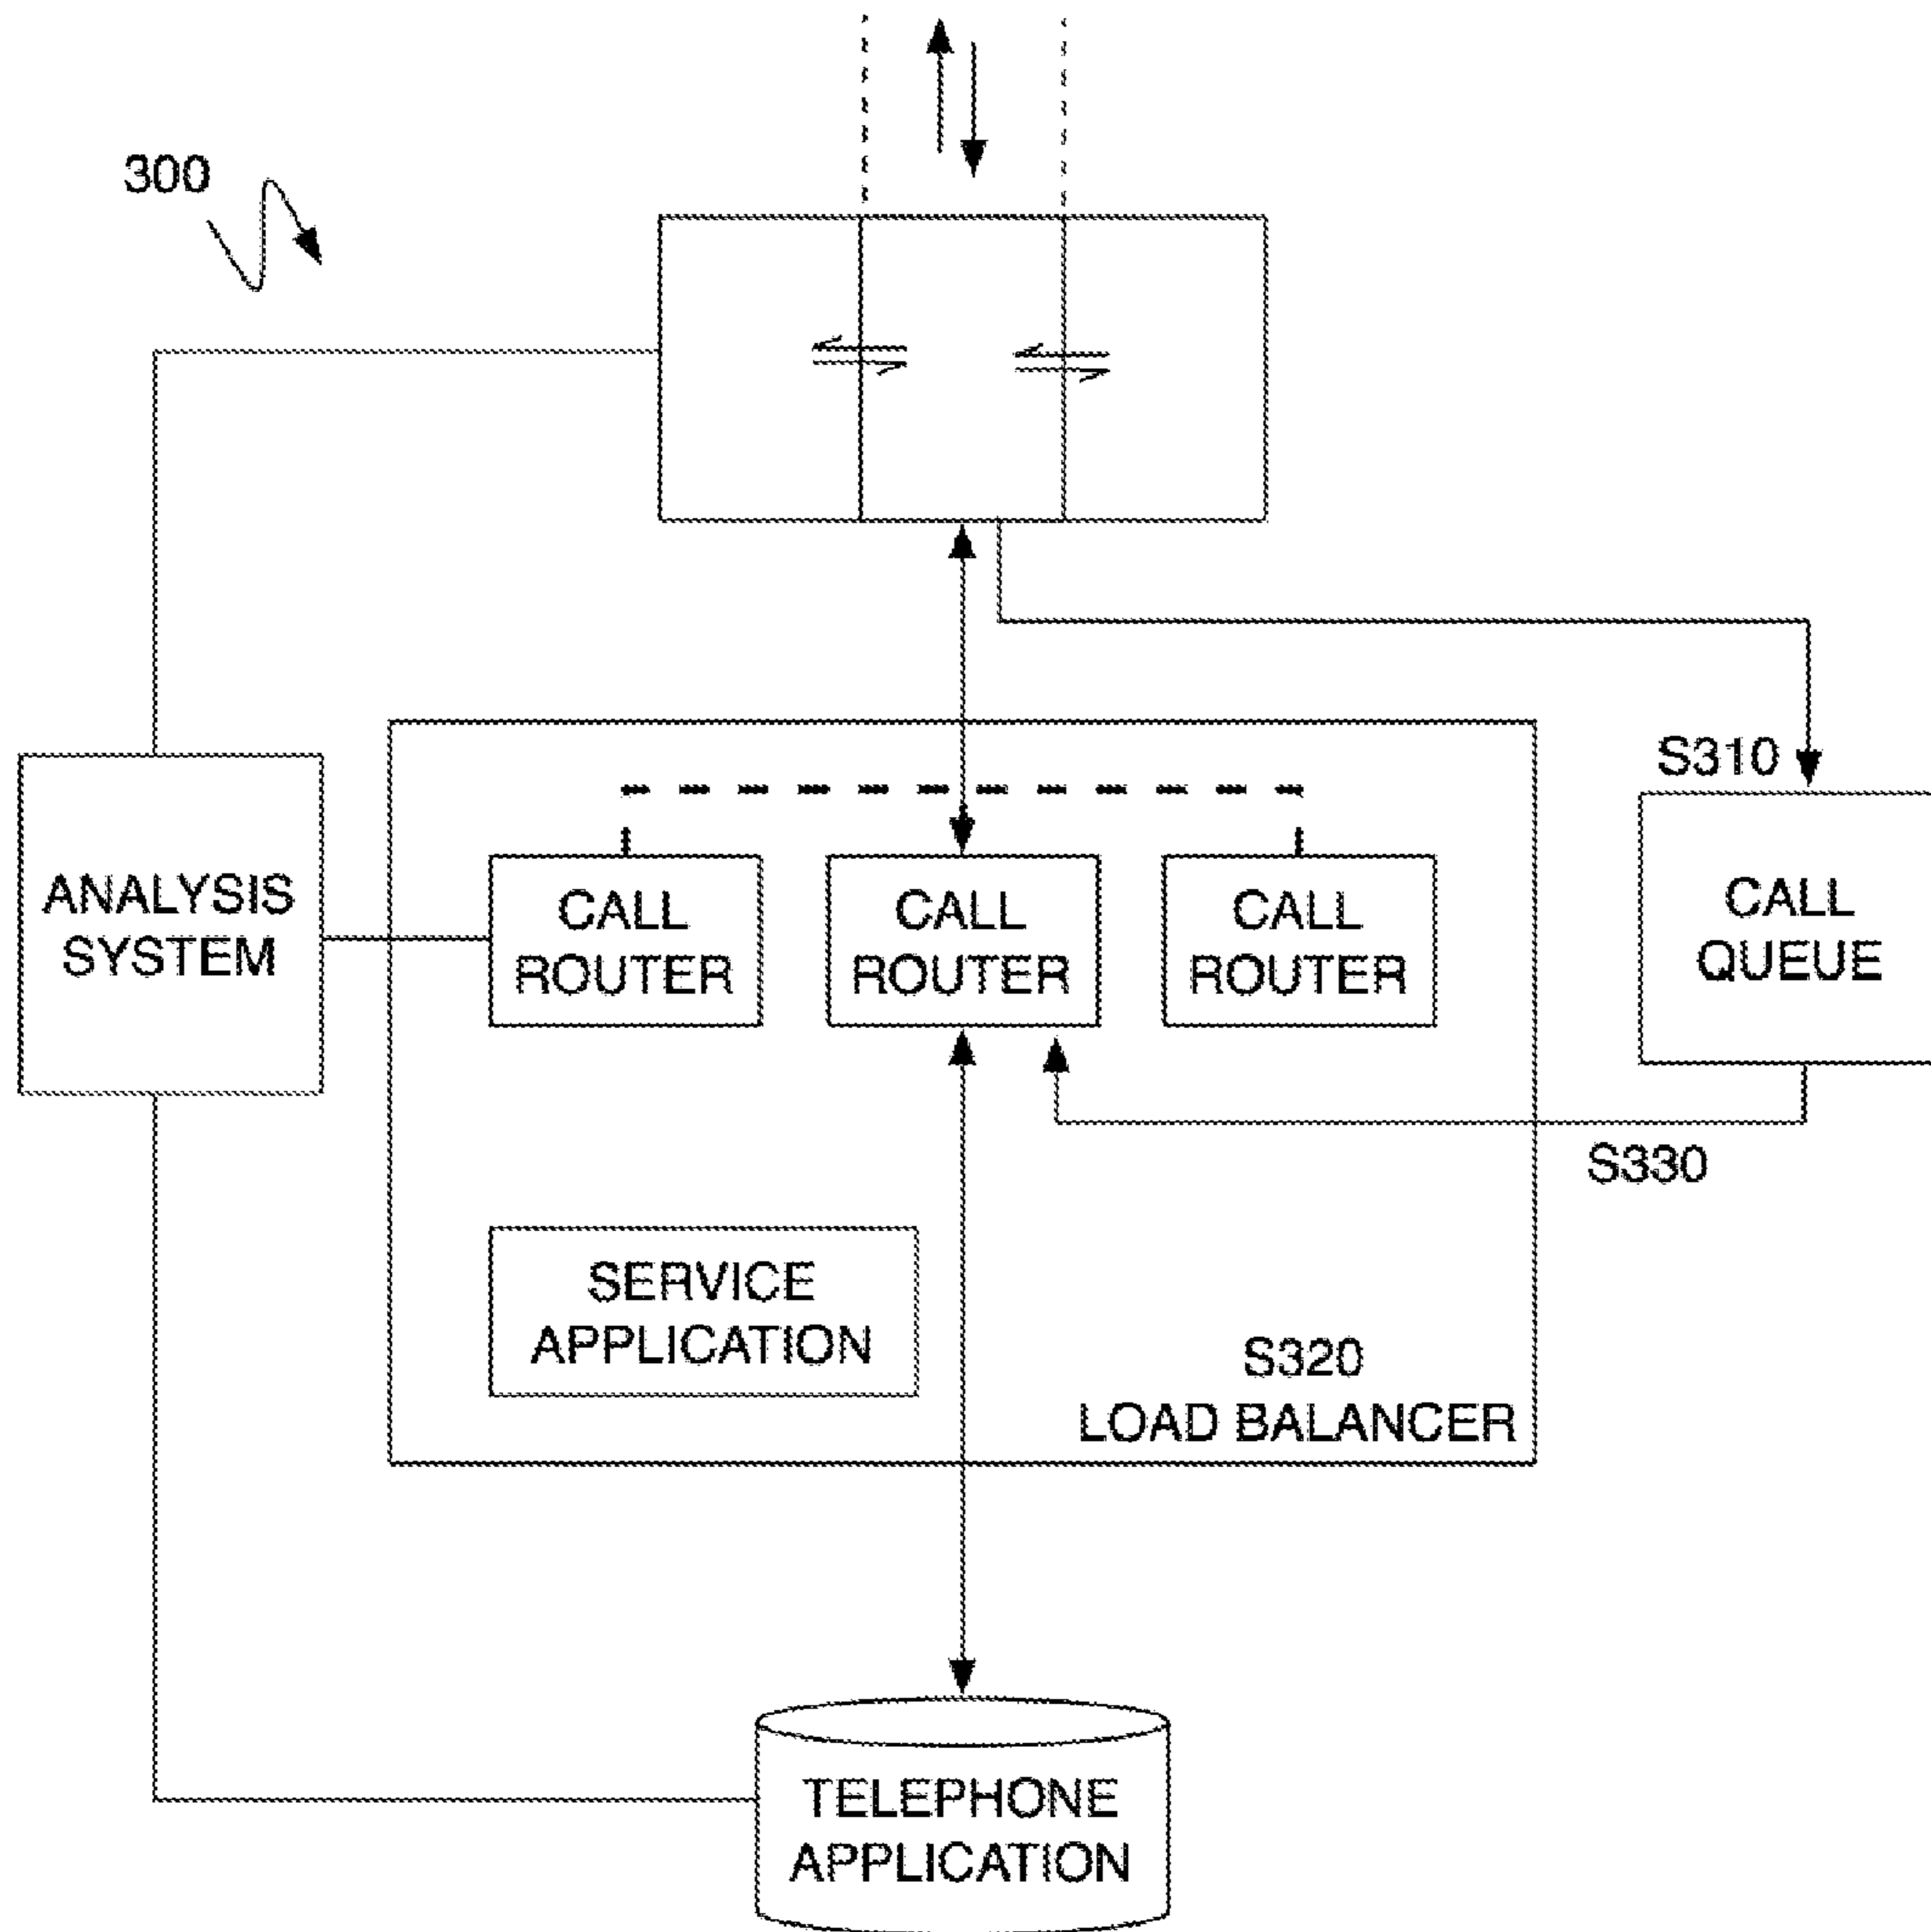 300
S310
ANALYSIS
SYSTEM
CALL
ROUTER
CALL
ROUTER
CALL
ROUTER
CALL
QUEUE
S330
SERVICE
APPLICATION
S320
LOAD BALANCER
TELEPHONE
APPLICATION